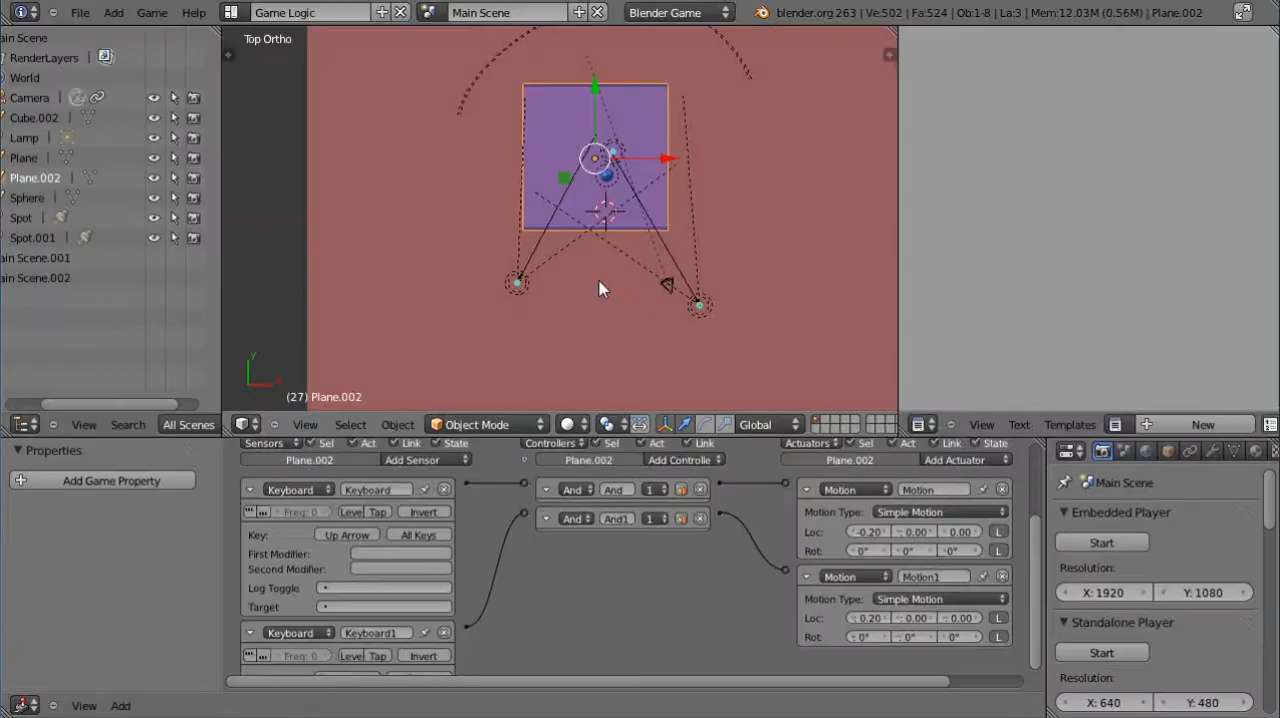 File Add Game Render Help Game Logic Main Scene Blender Game blender.org 263 | Ve:502 | Fa:524 | Ob:1-8 | La:3 | Mem:12.03M (0.56M) | Plane.002
ain Scene
RenderLayers
World
Camera
Cube.002
Lamp
Plane
Plane.002
Sphere
Spot
Spot.001
ain Scene.001
ain Scene.002
View Search All Scenes
Top Ortho
y
x
(27) Plane.002
View Select Object Object Mode Global
View Text Templates New
Properties
Add Game Property
Sensors Sel Act Link State
Plane.002 Add Sensor
Keyboard Keyboard
Freq: 0 Level Tap Invert
Key: Up Arrow All Keys
First Modifier:
Second Modifier:
Log Toggle
Target
Keyboard Keyboard1
Freq: 0 Level Tap Invert
Controllers Sel Act Link
Plane.002 Add Controlle
And And 1
And And1 1
Actuators Sel Act Link State
Plane.002 Add Actuator
Motion Motion
Motion Type: Simple Motion
Loc: -0.20 0.00 0.00 L
Rot: 0° 0° 0° L
Motion Motion1
Motion Type: Simple Motion
Loc: 0.20 0.00 0.00 L
Rot: 0° 0° 0° L
View Add
Main Scene
Embedded Player
Start
Resolution:
X: 1920 Y: 1080
Standalone Player
Start
Resolution:
X: 640 Y: 480